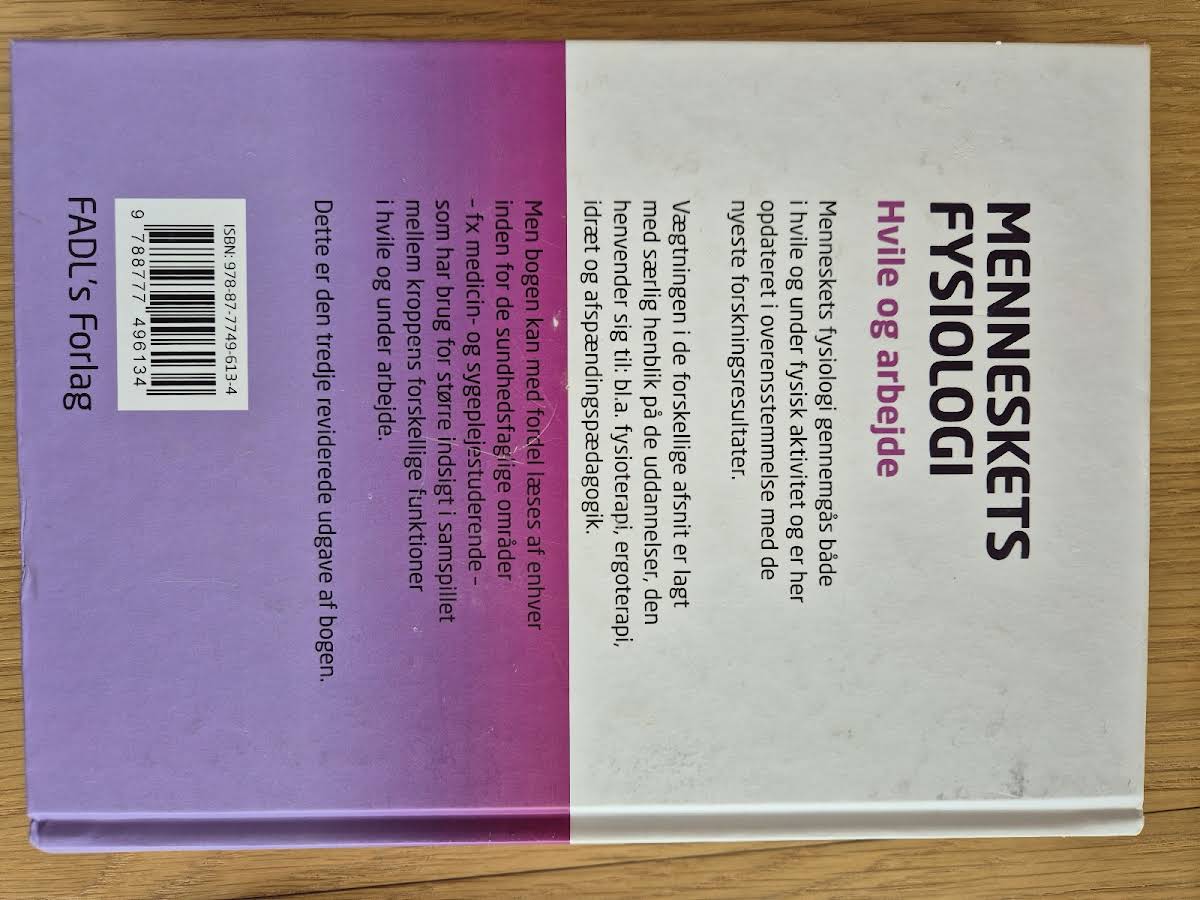 MENNESKETS
FYSIOLOGI
Hvile og arbejde
Menneskets fysiologi gennemgås både
i hvile og under fysisk aktivitet og er her
opdateret i overensstemmelse med de
nyeste forskningsresultater.
Vægtningen i de forskellige afsnit er lagt
med særlig henblik på de uddannelser, den
henvender sig til: bl.a. fysioterapi, ergoterapi,
idræt og afspændingspædagogik.
Men bogen kan med fordel læses af enhver
inden for de sundhedsfaglige områder
– fx medicin- og sygeplejestuderende –
som har brug for større indsigt i samspillet
mellem kroppens forskellige funktioner
i hvile og under arbejde.
Dette er den tredje reviderede udgave af bogen.
ISBN: 978-87-7749-613-4
9 788777 496134
FADL's Forlag